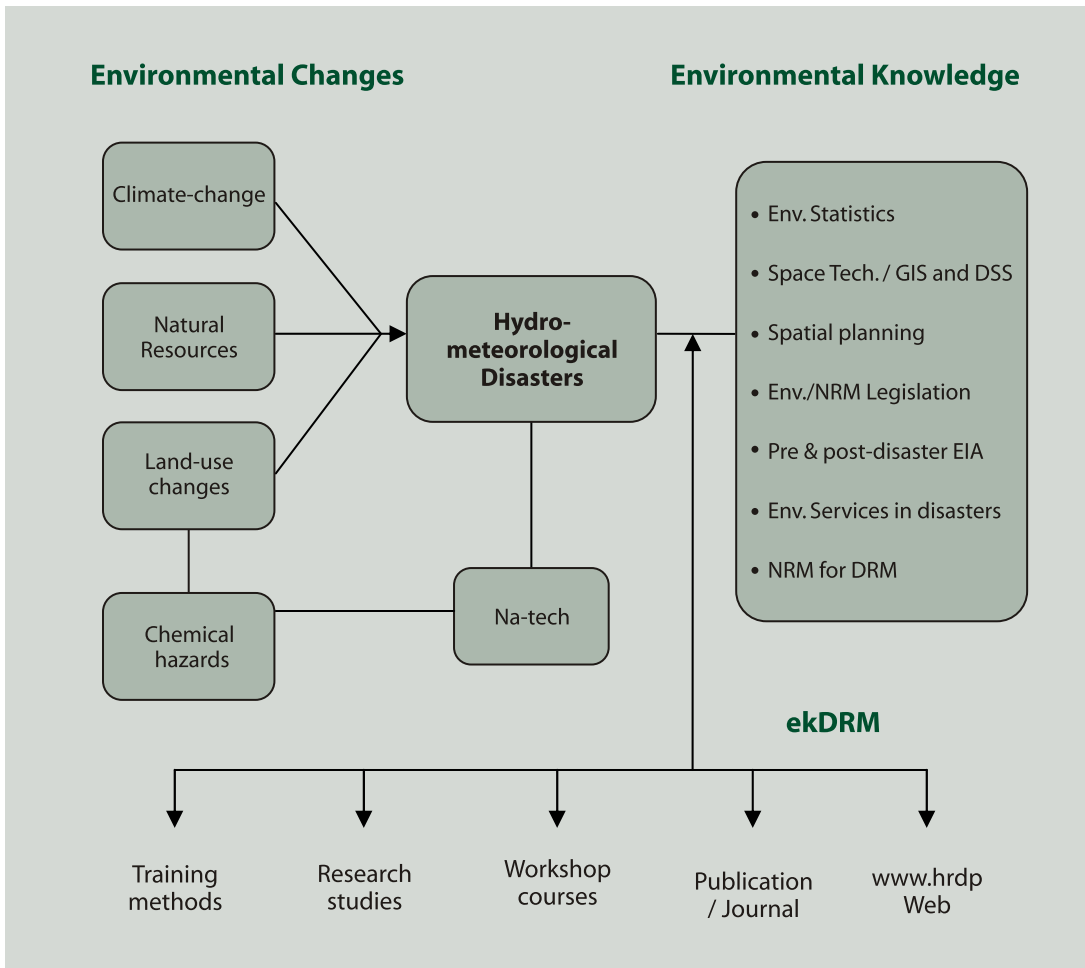 Environmental Changes
Environmental Knowledge
Climate-change
Natural
Resources
Land-use
changes
Chemical
hazards
Hydro-
meteorological
Disasters
Na-tech
• Env. Statistics
• Space Tech. / GIS and DSS
• Spatial planning
• Env./NRM Legislation
• Pre & post-disaster EIA
• Env. Services in disasters
• NRM for DRM
ekDRM
Training
methods
Research
studies
Workshop
courses
Publication
/ Journal
www.hrdp
Web